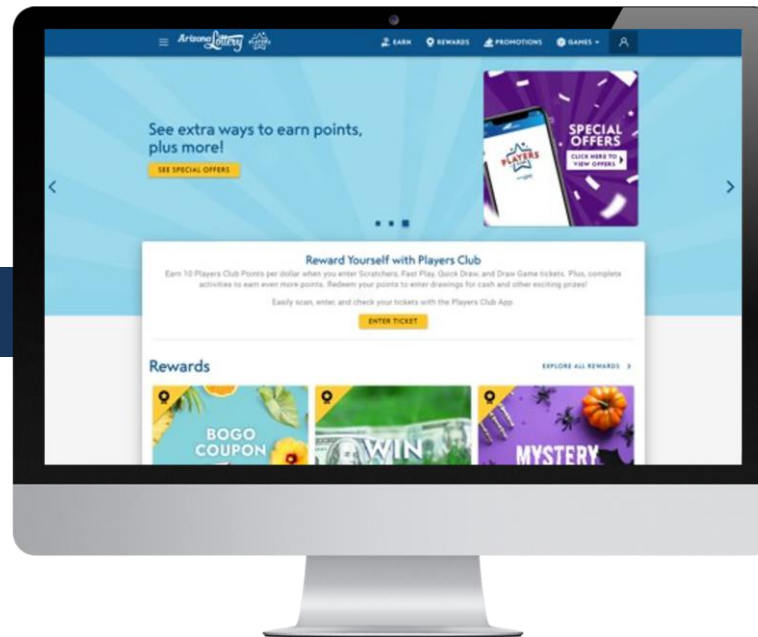 Arizona Lottery PLAYERS CLUB
EARN REWARDS PROMOTIONS GAMES
See extra ways to earn points,
plus more!
SEE SPECIAL OFFERS
PLAYERS
CLUB
SPECIAL
OFFERS
CLICK HERE TO
VIEW OFFERS
Reward Yourself with Players Club
Earn 10 Players Club Points per dollar when you enter Scratchers, Fast Play, Quick Draw, and Draw Game tickets. Plus, complete
activities to earn even more points. Redeem your points to enter drawings for cash and other exciting prizes!
Easily scan, enter, and check your tickets with the Players Club App.
ENTER TICKET
Rewards
EXPLORE ALL REWARDS
BOGO
COUPON
WIN
MYSTERY